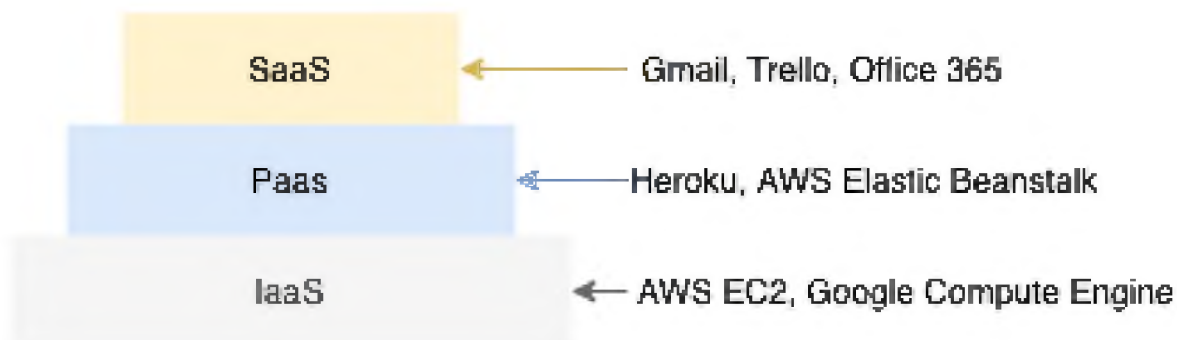 SaaS
Gmail, Trello, Office 365
Paas
Heroku, AWS Elastic Beanstalk
IaaS
AWS EC2, Google Compute Engine